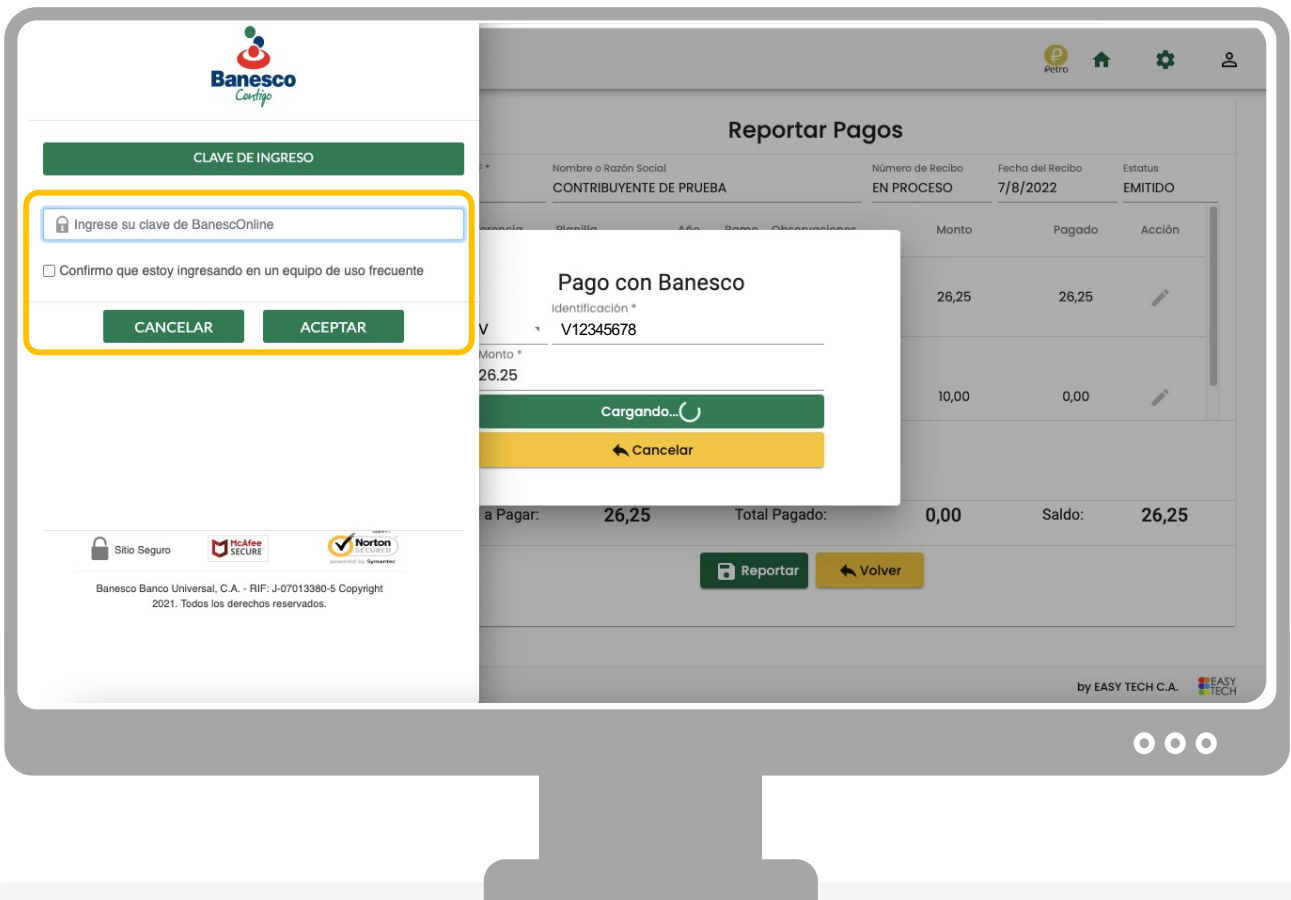 Banesco
Contigo
CLAVE DE INGRESO
Ingrese su clave de BanescOnline
Confirmo que estoy ingresando en un equipo de uso frecuente
CANCELAR ACEPTAR
Sitio Seguro McAfee SECURE Norton SECURED powered by Symantec
Banesco Banco Universal, C.A. - RIF: J-07013380-5 Copyright
2021. Todos los derechos reservados.
Petro
Reportar Pagos
Nombre o Razón Social Número de Recibo Fecha del Recibo Estatus
CONTRIBUYENTE DE PRUEBA EN PROCESO 7/8/2022 EMITIDO
Planilla Año Ramo Observaciones Monto Pagado Acción
26,25 26,25
10,00 0,00
Pago con Banesco
Identificación *
V V12345678
Monto *
26.25
Cargando...
Cancelar
a Pagar: 26,25 Total Pagado: 0,00 Saldo: 26,25
Reportar Volver
by EASY TECH C.A. EASY TECH